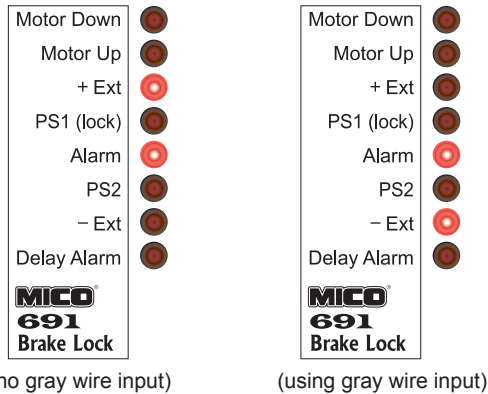 Motor Down
Motor Up
+ Ext
PS1 (lock)
Alarm
PS2
– Ext
Delay Alarm
MICO®
691
Brake Lock
no gray wire input)
Motor Down
Motor Up
+ Ext
PS1 (lock)
Alarm
PS2
– Ext
Delay Alarm
MICO®
691
Brake Lock
(using gray wire input)